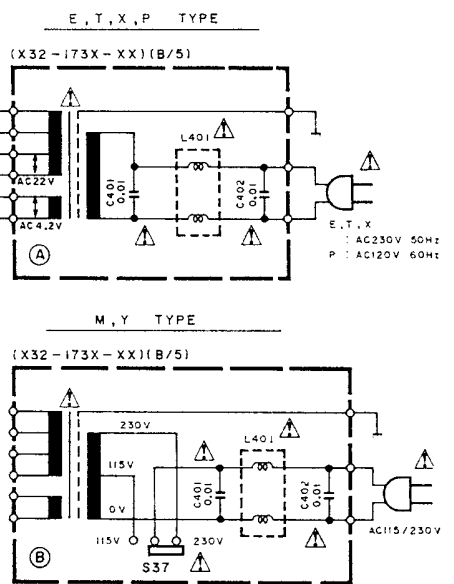 E,T,X,P TYPE
(X32-173X-XX)(B/5)
L401
C401
0.01
C402
0.01
AC22V
AC4.2V
A
E,T,X
: AC230V 50Hz
P : AC120V 60Hz
M,Y TYPE
(X32-173X-XX)(B/5)
230V
L401
115V
C401
0.01
C402
0.01
0V
115V
230V
AC115/230V
S37
B